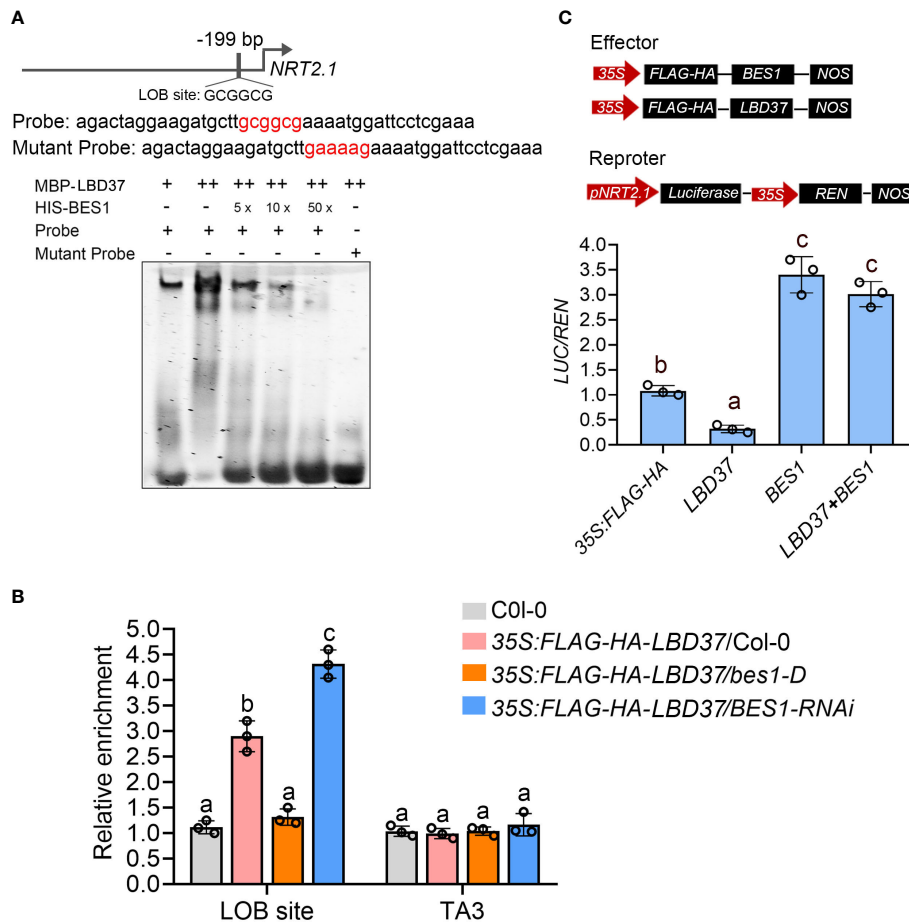 A
-199 bp
NRT2.1
LOB site: GCGGCG
Probe: agactaggaagatgcttgcggcgaaaatggattcctcgaaa
Mutant Probe: agactaggaagatgcttgaaaagaaaatggattcctcgaaa
MBP-LBD37 + ++ ++ ++ ++ ++
HIS-BES1 - - 5 x 10 x 50 x -
Probe + + + + + -
Mutant Probe - - - - - +
C
Effector
35S FLAG-HA BES1 NOS
35S FLAG-HA LBD37 NOS
Reproter
pNRT2.1 Luciferase 35S REN NOS
LUC/REN
4.0
3.5
3.0
2.5
2.0
1.5
1.0
0.5
0.0
b
a
c
c
35S:FLAG-HA
LBD37
BES1
LBD37+BES1
B
Relative enrichment
5.0
4.5
4.0
3.5
3.0
2.5
2.0
1.5
1.0
0.5
0.0
a
b
a
c
a
a
a
a
LOB site
TA3
C0l-0
35S:FLAG-HA-LBD37/Col-0
35S:FLAG-HA-LBD37/bes1-D
35S:FLAG-HA-LBD37/BES1-RNAi